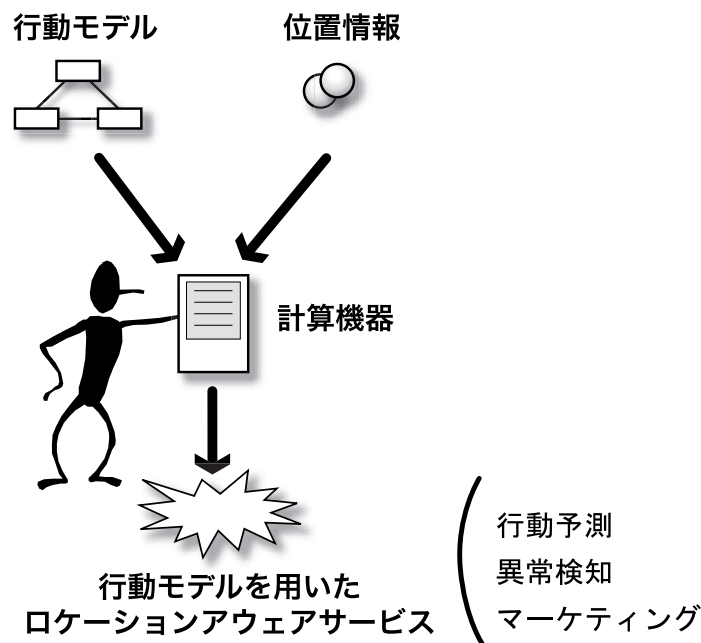 行動モデル
位置情報
計算機器
行動モデルを用いた
ロケーションアウェアサービス
行動予測
異常検知
マーケティング